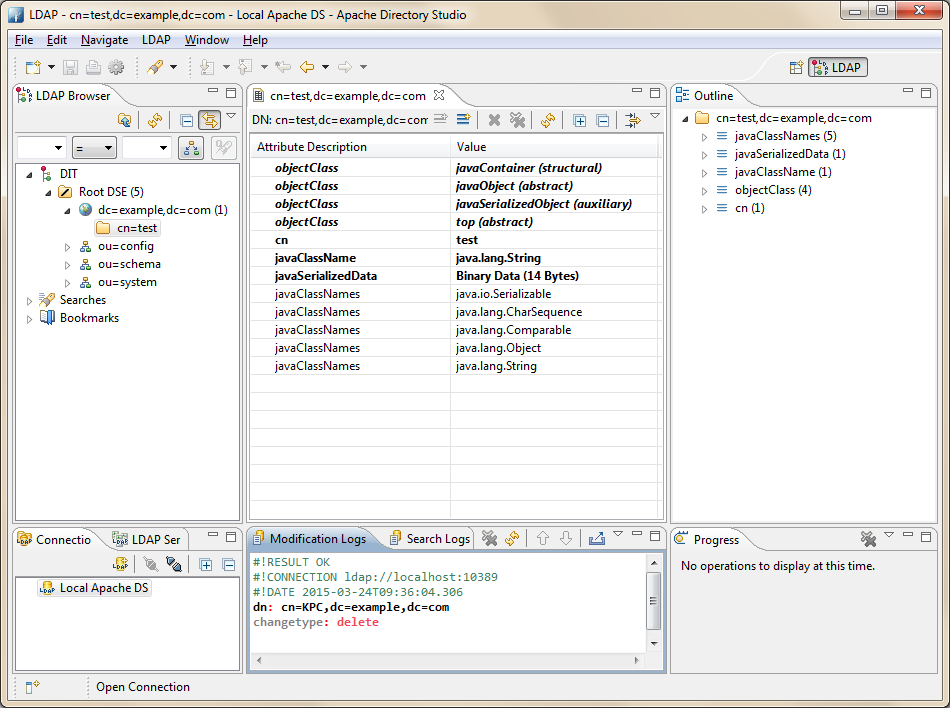 LDAP - cn=test,dc=example,dc=com - Local Apache DS - Apache Directory Studio
File Edit Navigate LDAP Window Help
LDAP
LDAP Browser
=
DIT
Root DSE (5)
dc=example,dc=com (1)
cn=test
ou=config
ou=schema
ou=system
Searches
Bookmarks
cn=test,dc=example,dc=com
DN: cn=test,dc=example,dc=com
Attribute Description Value
objectClass javaContainer (structural)
objectClass javaObject (abstract)
objectClass javaSerializedObject (auxiliary)
objectClass top (abstract)
cn test
javaClassName java.lang.String
javaSerializedData Binary Data (14 Bytes)
javaClassNames java.io.Serializable
javaClassNames java.lang.CharSequence
javaClassNames java.lang.Comparable
javaClassNames java.lang.Object
javaClassNames java.lang.String
Outline
cn=test,dc=example,dc=com
javaClassNames (5)
javaSerializedData (1)
javaClassName (1)
objectClass (4)
cn (1)
Connectio LDAP Ser
Local Apache DS
Modification Logs Search Logs
#!RESULT OK
#!CONNECTION ldap://localhost:10389
#!DATE 2015-03-24T09:36:04.306
dn: cn=KPC,dc=example,dc=com
changetype: delete
Progress
No operations to display at this time.
Open Connection